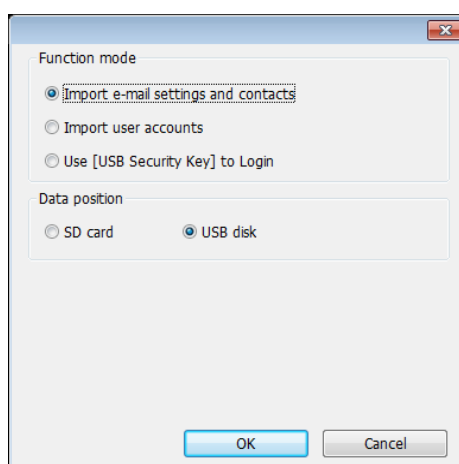 Function mode
Import e-mail settings and contacts
Import user accounts
Use [USB Security Key] to Login
Data position
SD card USB disk
OK Cancel